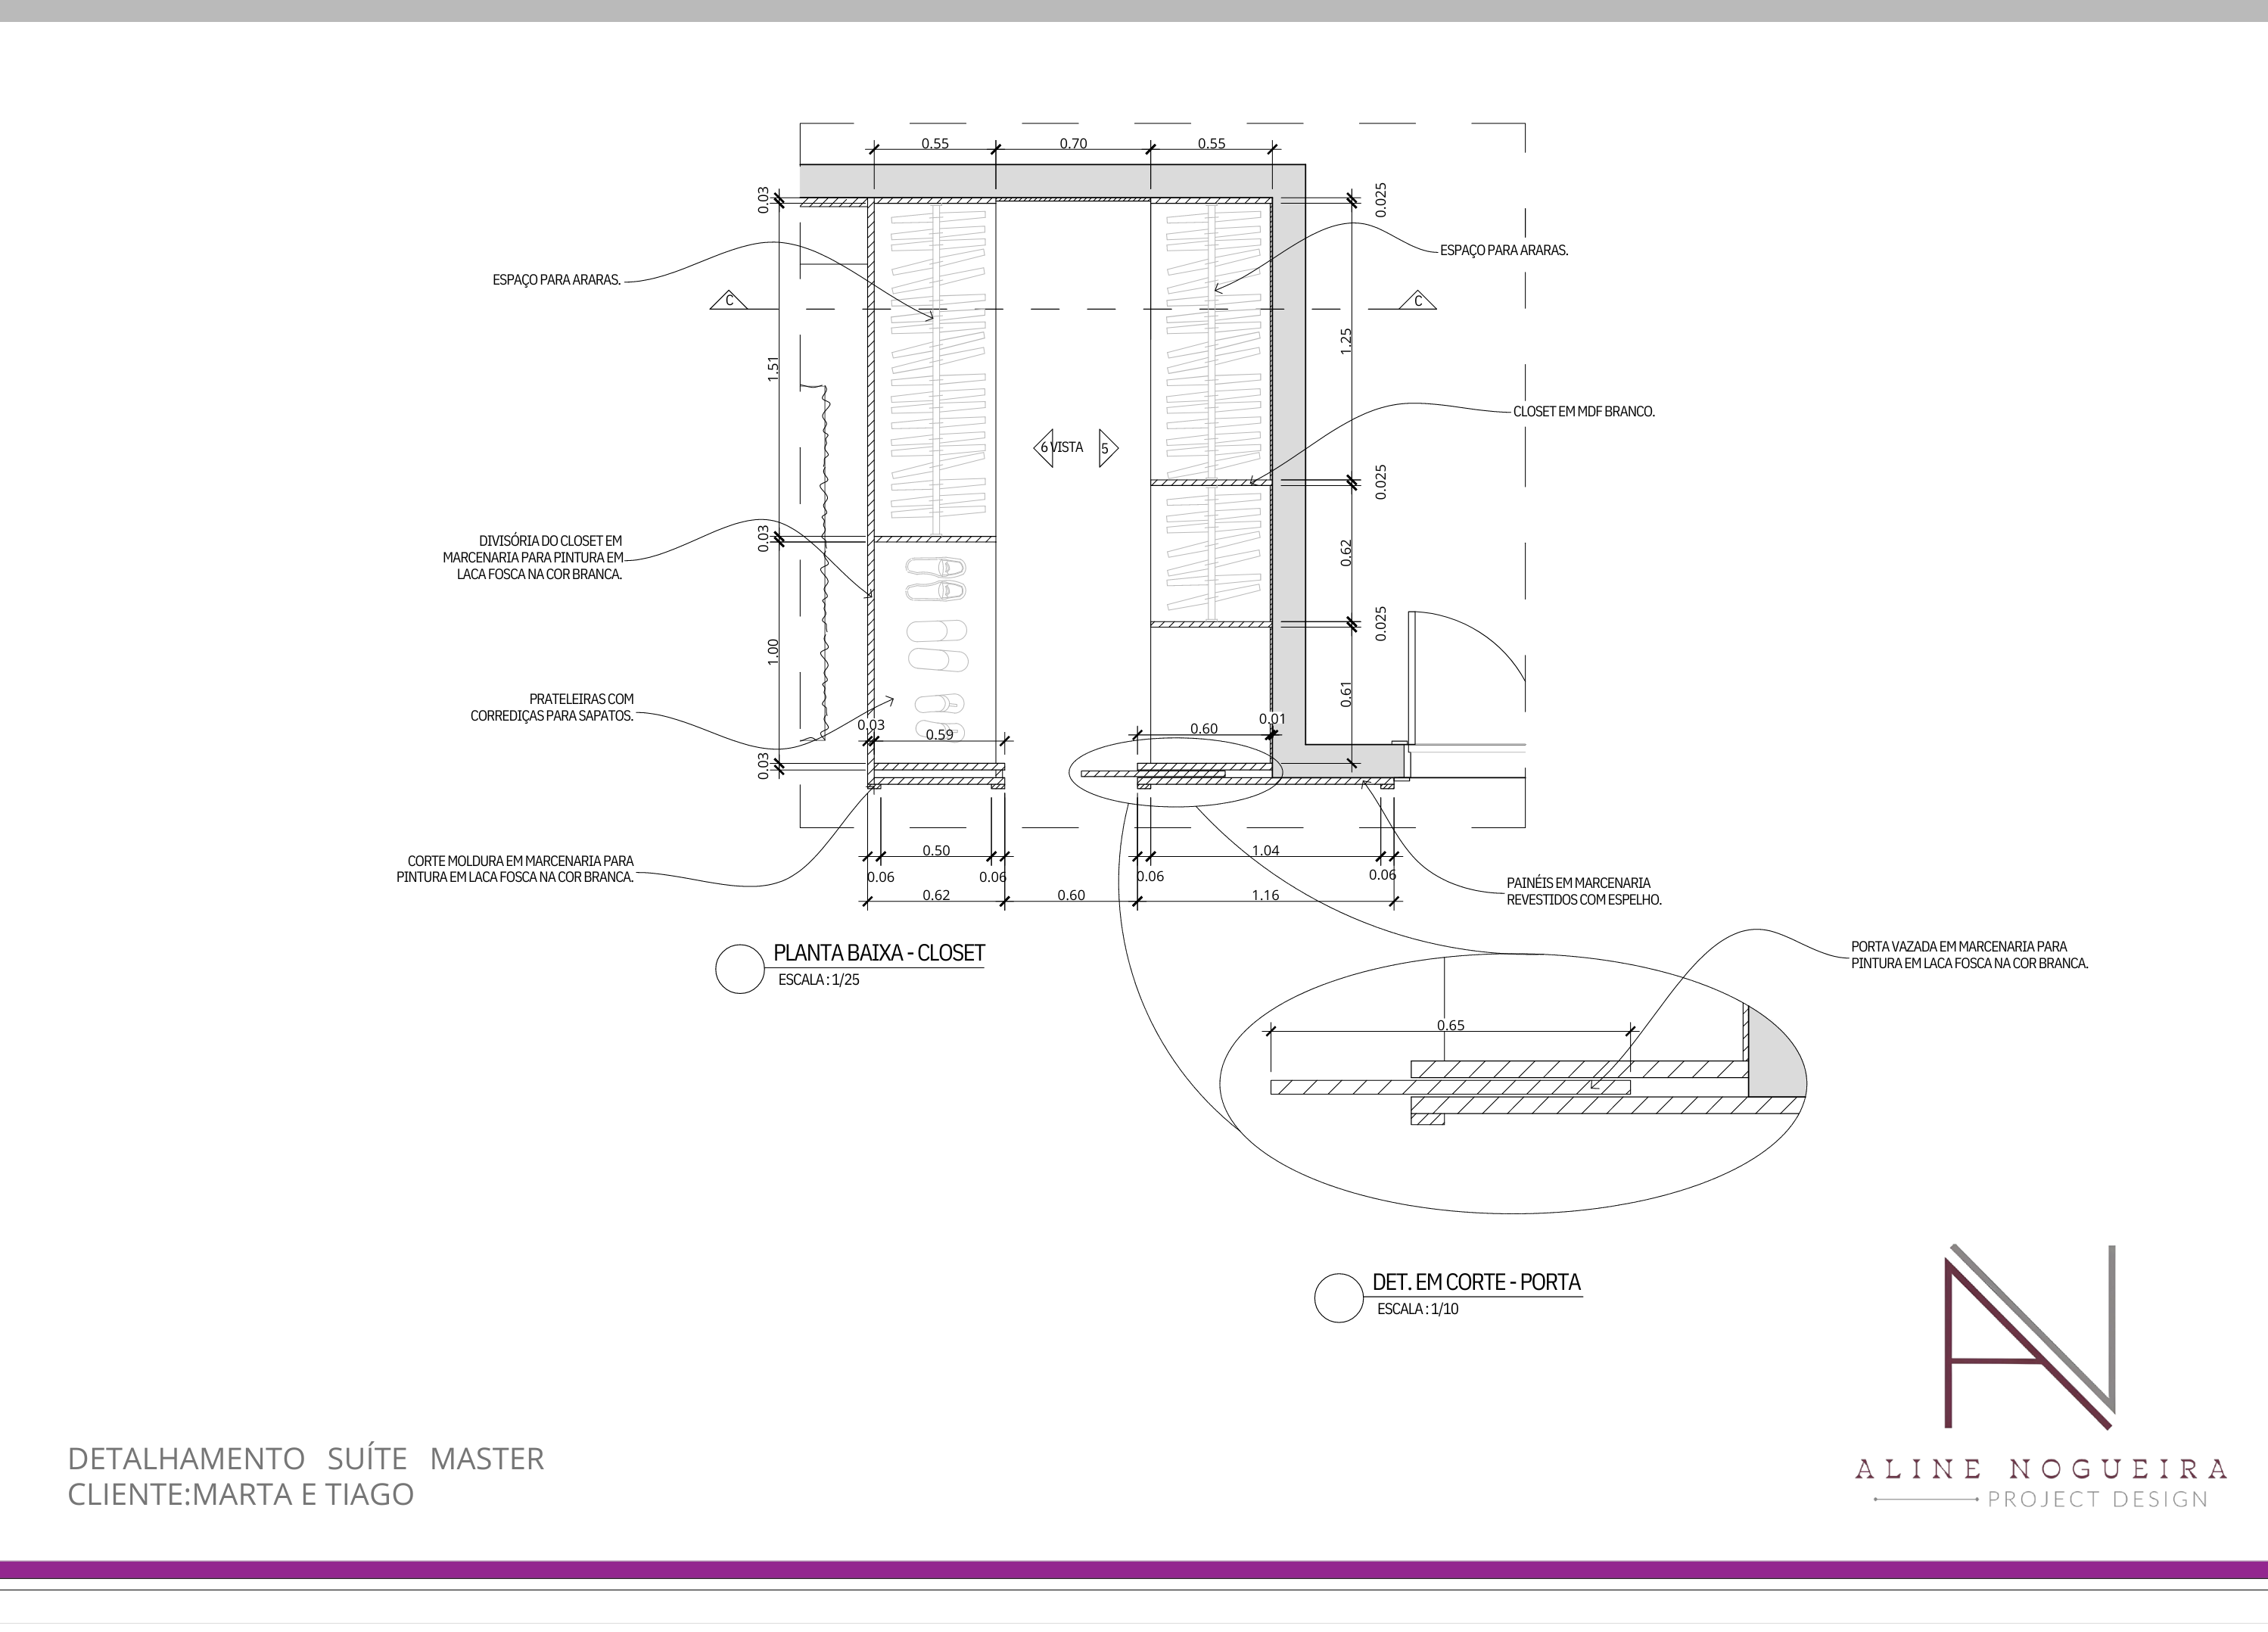 0.55
0.70
0.55
0.03
0.025
ESPAÇO PARA ARARAS.
ESPAÇO PARA ARARAS.
C
C
1.25
1.51
CLOSET EM MDF BRANCO.
6 VISTA 5
0.025
0.03
DIVISÓRIA DO CLOSET EM
MARCENARIA PARA PINTURA EM
LACA FOSCA NA COR BRANCA.
0.62
0.025
1.00
0.61
PRATELEIRAS COM
CORREDIÇAS PARA SAPATOS.
0.03
0.59
0.60
0.01
0.03
0.50
1.04
0.06
0.06
0.06
0.06
0.62
0.60
1.16
CORTE MOLDURA EM MARCENARIA PARA
PINTURA EM LACA FOSCA NA COR BRANCA.
PAINÉIS EM MARCENARIA
REVESTIDOS COM ESPELHO.
PLANTA BAIXA - CLOSET
ESCALA : 1/25
PORTA VAZADA EM MARCENARIA PARA
PINTURA EM LACA FOSCA NA COR BRANCA.
0.65
DET. EM CORTE - PORTA
ESCALA : 1/10
DETALHAMENTO SUÍTE MASTER
CLIENTE:MARTA E TIAGO
AN
ALINE NOGUEIRA
PROJECT DESIGN